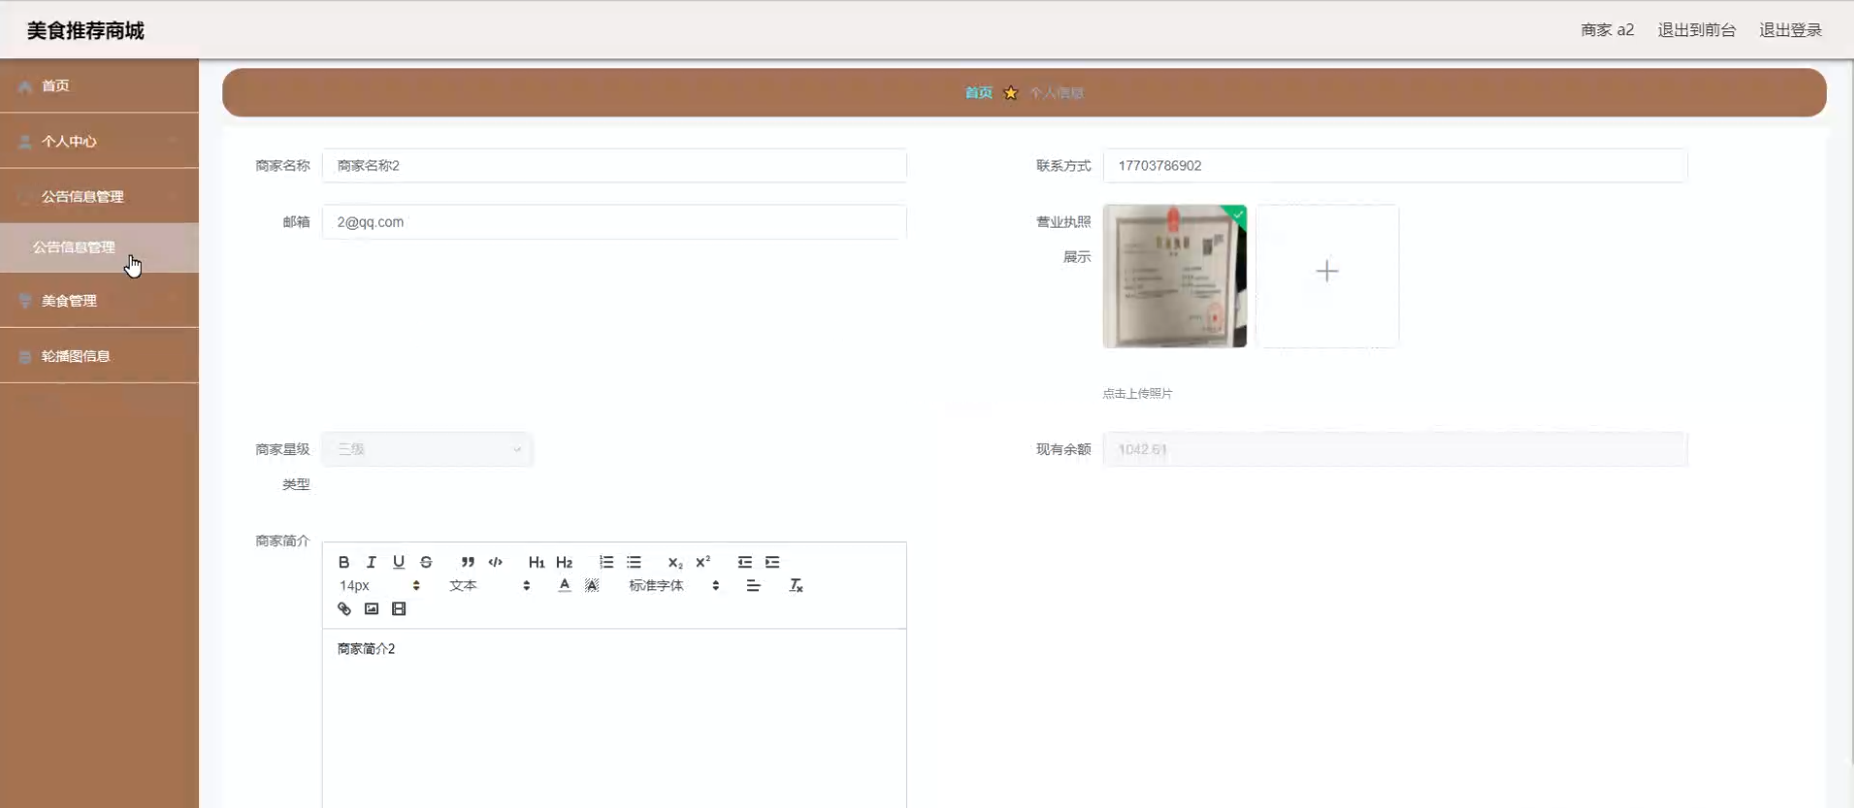 美食推荐商城
商家 a2 退出到前台 退出登录
首页
个人中心
公告信息管理
公告信息管理
美食管理
轮播图信息
首页 个人信息
商家名称 商家名称2
联系方式 17703786902
邮箱 2@qq.com
营业执照
展示
点击上传照片
商家星级 三级
类型
现有余额 1042.61
商家简介
B I U S H1 H2 X2 X2
14px 文本 A A 标准字体 Tx
商家简介2